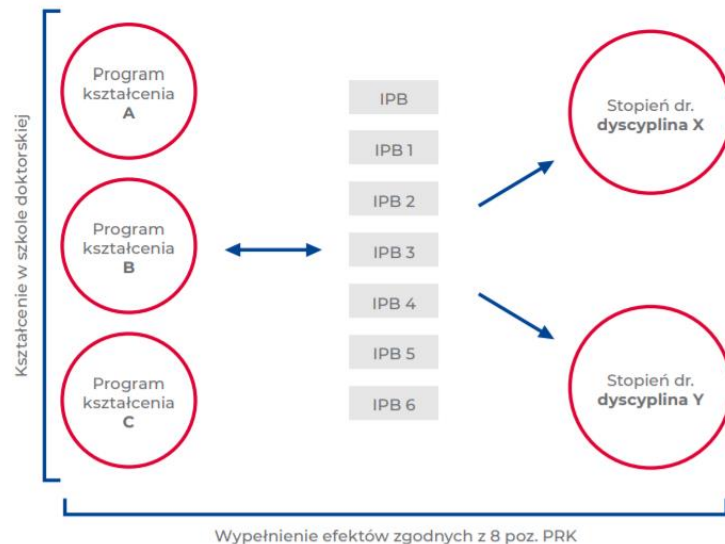 Kształcenie w szkole doktorskiej
Program
kształcenia
A
Program
kształcenia
B
Program
kształcenia
C
IPB
IPB 1
IPB 2
IPB 3
IPB 4
IPB 5
IPB 6
Stopień dr.
dyscyplina X
Stopień dr.
dyscyplina Y
Wypełnienie efektów zgodnych z 8 poz. PRK